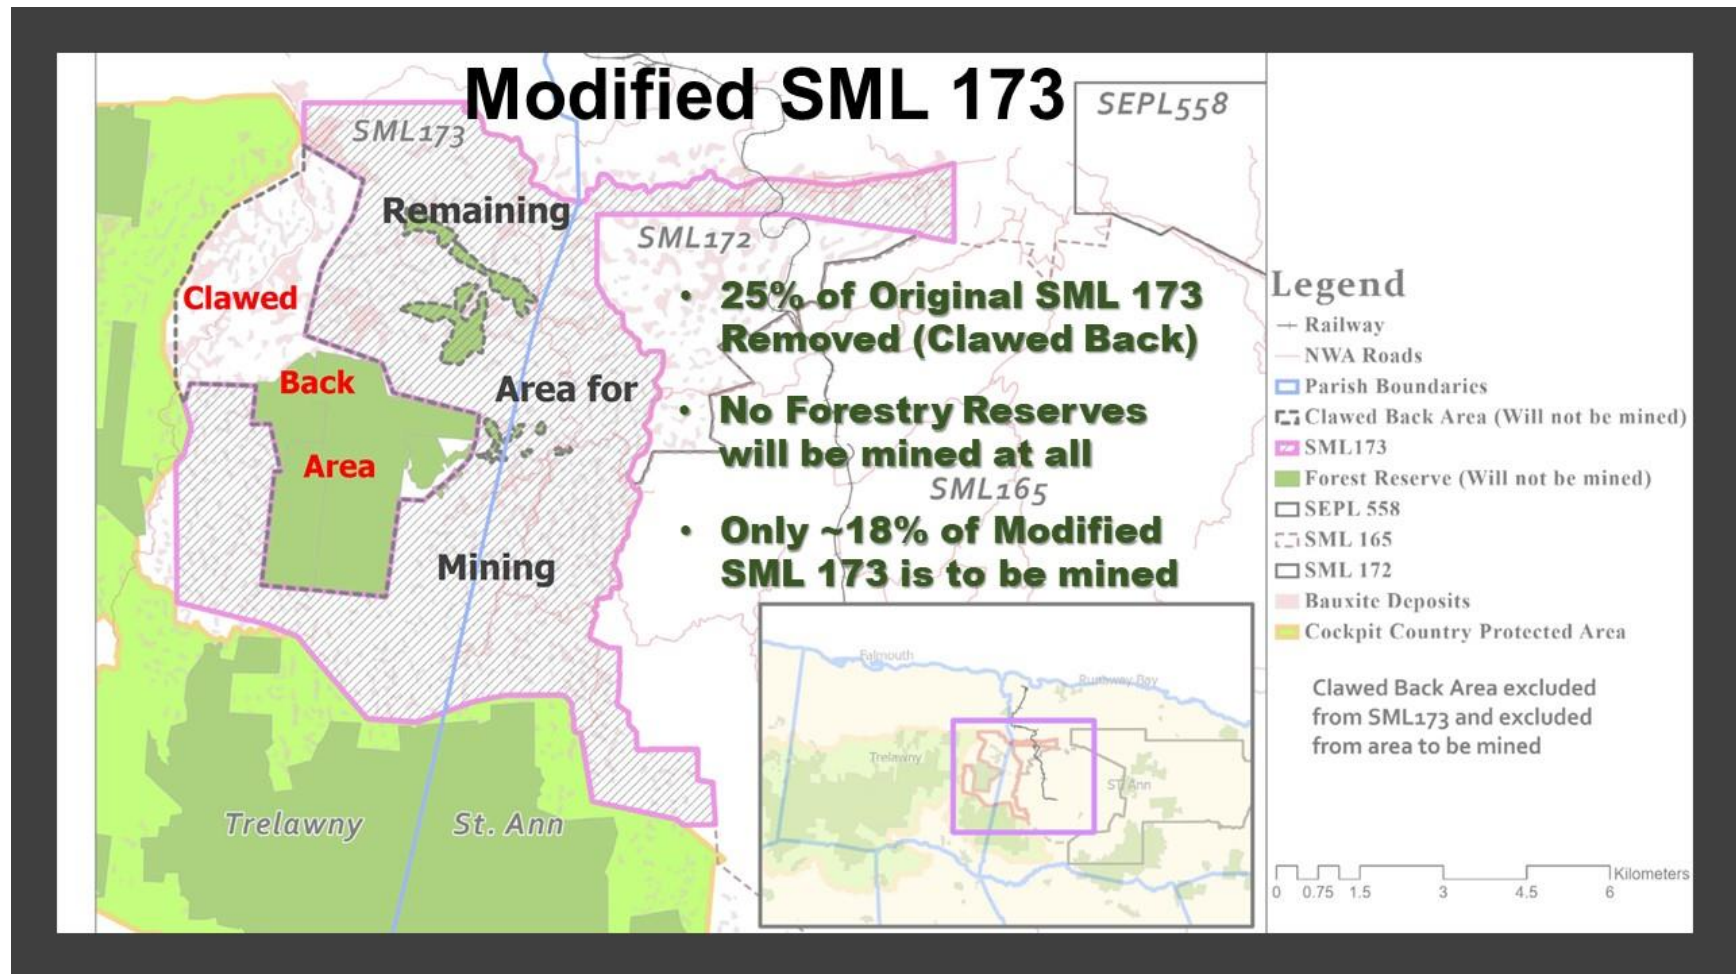 Modified SML 173
SEPL558
SML173
Remaining
SML172
Clawed
Back
Area
Area for
Mining
• 25% of Original SML 173
Removed (Clawed Back)
• No Forestry Reserves
will be mined at all
SML165
• Only ~18% of Modified
SML 173 is to be mined
Trelawny
St. Ann
Falmouth
Runaway Bay
Trelawny
St. Ann
Legend
Railway
NWA Roads
Parish Boundaries
Clawed Back Area (Will not be mined)
SML173
Forest Reserve (Will not be mined)
SEPL 558
SML 165
SML 172
Bauxite Deposits
Cockpit Country Protected Area
Clawed Back Area excluded
from SML173 and excluded
from area to be mined
Kilometers
0 0.75 1.5 3 4.5 6